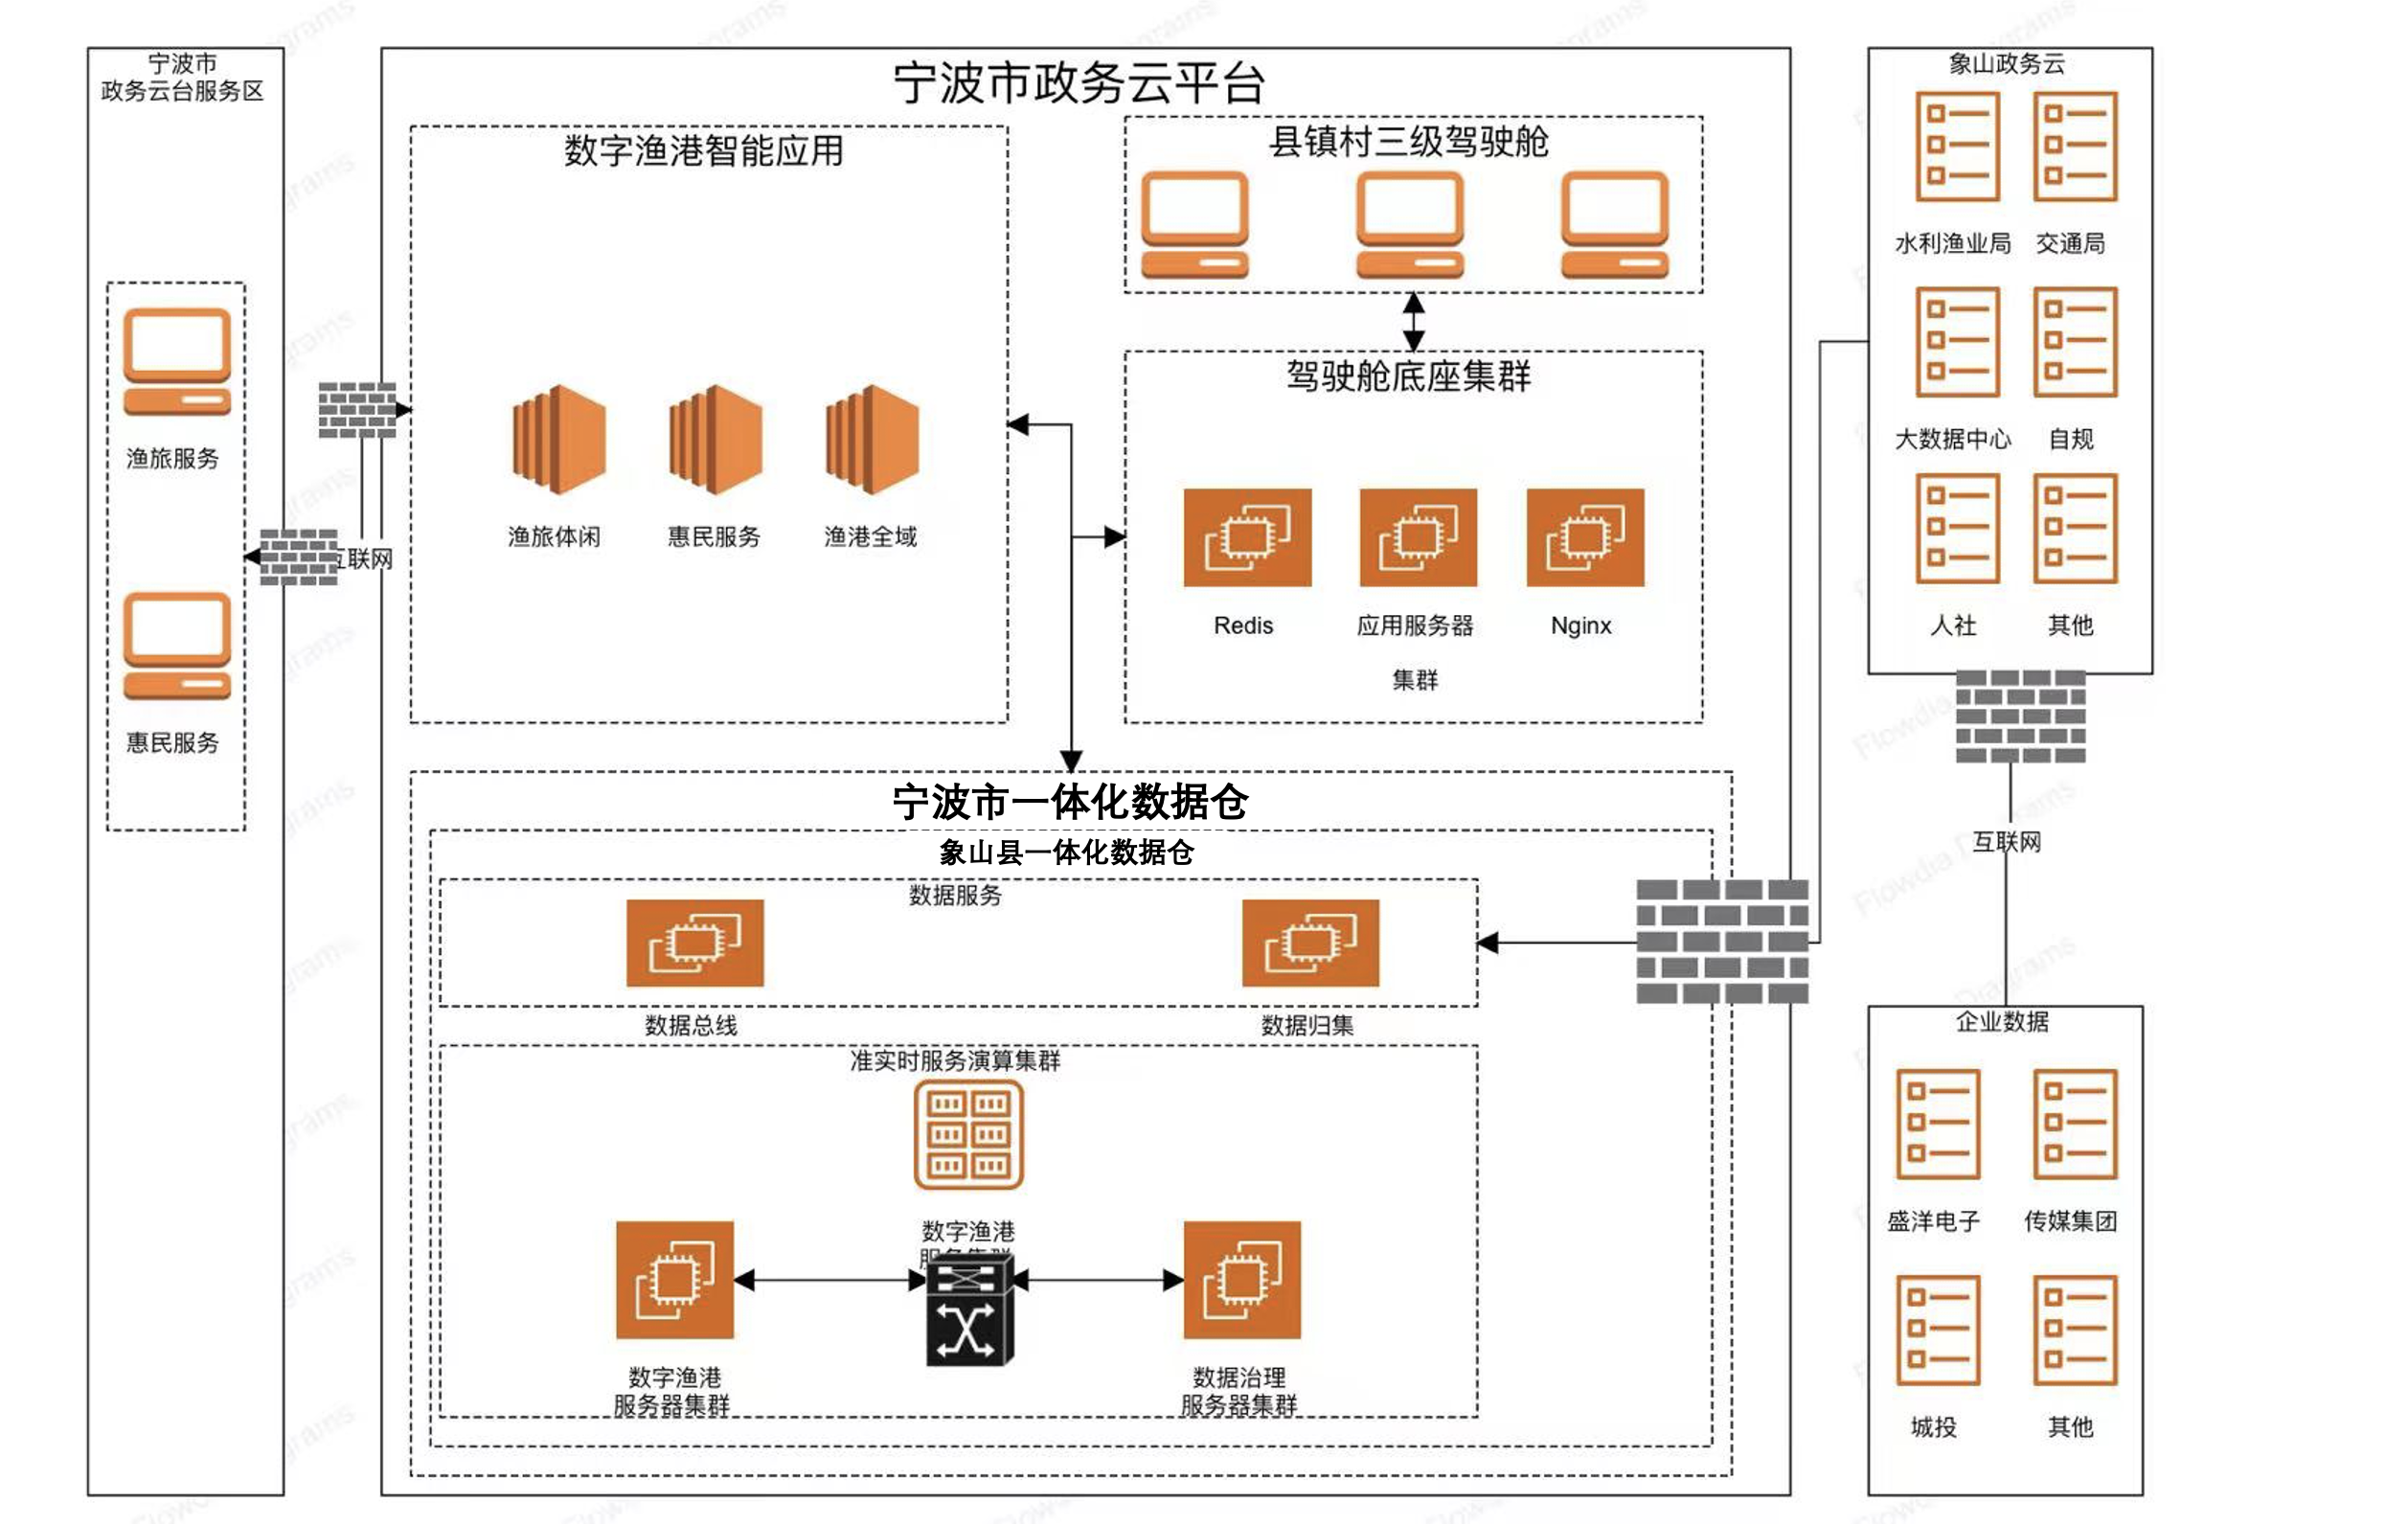 宁波市
政务云台服务区
渔旅服务
惠民服务
互联网
宁波市政务云平台
数字渔港智能应用
渔旅体闲
惠民服务
渔港全域
县镇村三级驾驶舱
驾驶舱底座集群
Redis
应用服务器
Nginx
集群
宁波市一体化数据仓
象山县一体化数据仓
数据服务
数据总线
数据归集
准实时服务演算集群
数字渔港
数字渔港
服务器集群
数据治理
服务器集群
象山政务云
水利渔业局
交通局
大数据中心
自规
人社
其他
互联网
企业数据
盛洋电子
传媒集团
城投
其他
Flowdia Diagrams